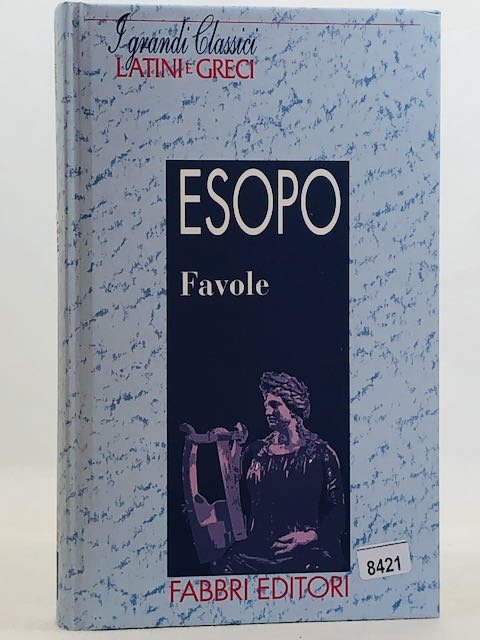 I grandi Classici
LATINI E GRECI
ESOPO
Favole
8421
FABBRI EDITORI